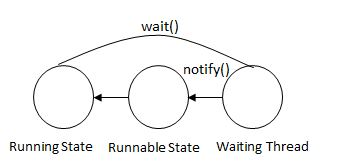 wait()
notify()
Running State Runnable State Waiting Thread